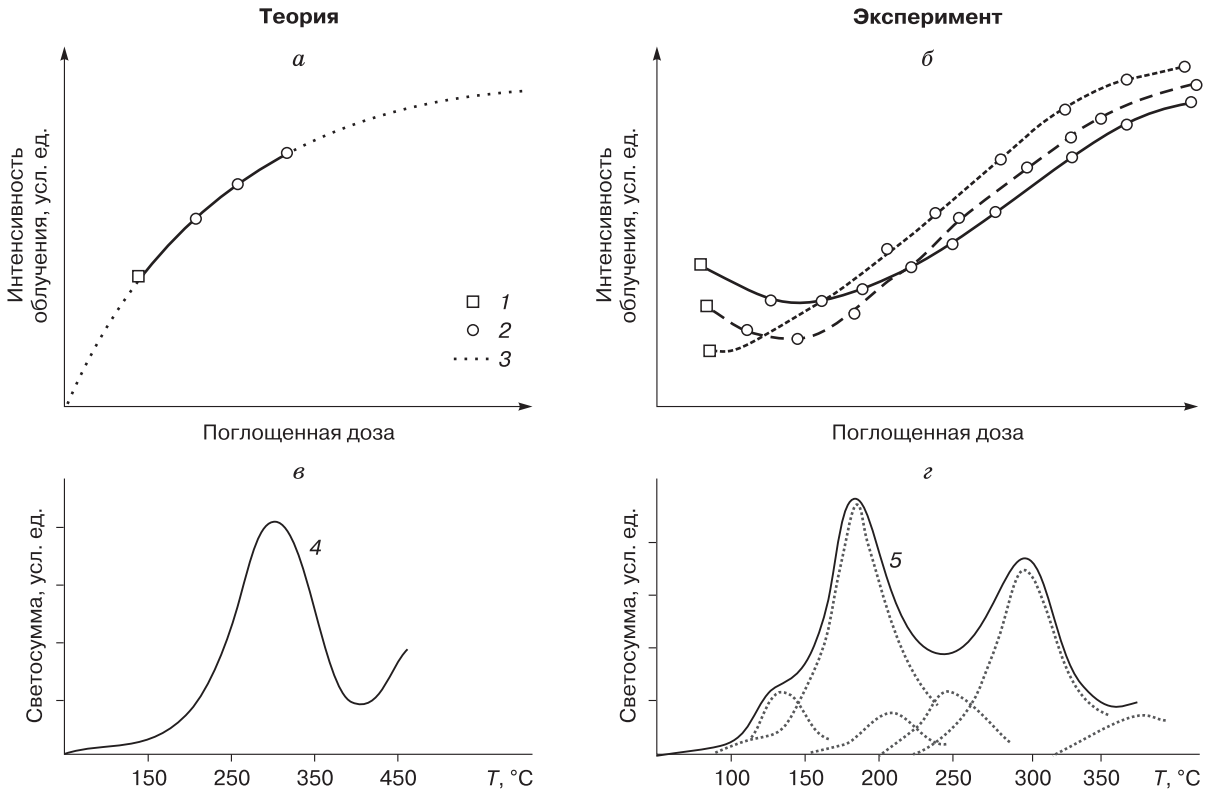 Теория
Эксперимент
а
б
Интенсивность
облучения, усл. ед.
Интенсивность
облучения, усл. ед.
1
2
3
Поглощенная доза
Поглощенная доза
в
г
Светосумма, усл. ед.
4
Светосумма, усл. ед.
5
150 250 350 450 T, °C
100 150 200 250 300 350 T, °C